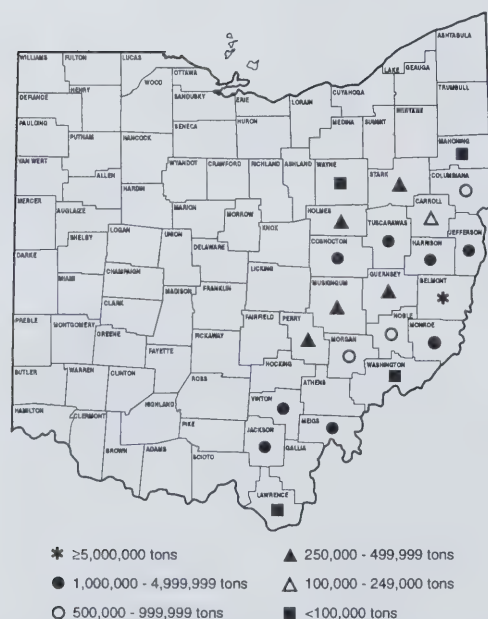 ASHTABULA
WILLIAMS
FULTON
LUCAS
LAKE
GEAUGA
OTTAWA
WOOD
HENRY
SANDUSKY
ERIE
LORAIN
CUYAHOGA
TRUMBULL
DEFIANCE
MEDINA
SUMMIT
PORTAGE
PAULDING
PUTNAM
HANCOCK
SENECA
HURON
MAHONING
VAN WERT
ALLEN
WYANDOT
CRAWFORD
RICHLAND
ASHLAND
WAYNE
STARK
COLUMBIANA
HARDIN
CARROLL
MERCER
AUGLAIZE
MARION
MORROW
HOLMES
TUSCARAWAS
JEFFERSON
LOGAN
UNION
KNOX
SHELBY
DELAWARE
COSHOCTON
HARRISON
DARKE
LICKING
CHAMPAIGN
MIAMI
MUSKINGUM
GUERNSEY
BELMONT
FRANKLIN
MADISON
CLARK
NOBLE
PREBLE
MONTGOMERY
GREENE
FAIRFIELD
PERRY
MORGAN
MONROE
PICKAWAY
FAYETTE
WASHINGTON
BUTLER
WARREN
CLINTON
HOCKING
ATHENS
ROSS
VINTON
HAMILTON
CLERMONT
HIGHLAND
MEIGS
PIKE
JACKSON
GALLIA
BROWN
ADAMS
SCIOTO
LAWRENCE
≥5,000,000 tons
250,000 - 499,999 tons
1,000,000 - 4,999,999 tons
100,000 - 249,000 tons
500,000 - 999,999 tons
<100,000 tons